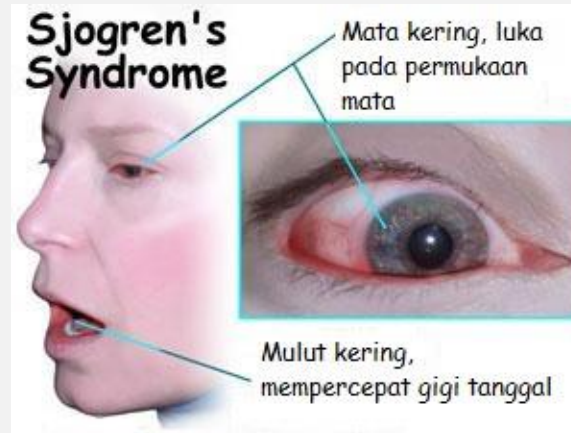 Sjogren's
Syndrome
Mata kering, luka
pada permukaan
mata
Mulut kering,
mempercepat gigi tanggal